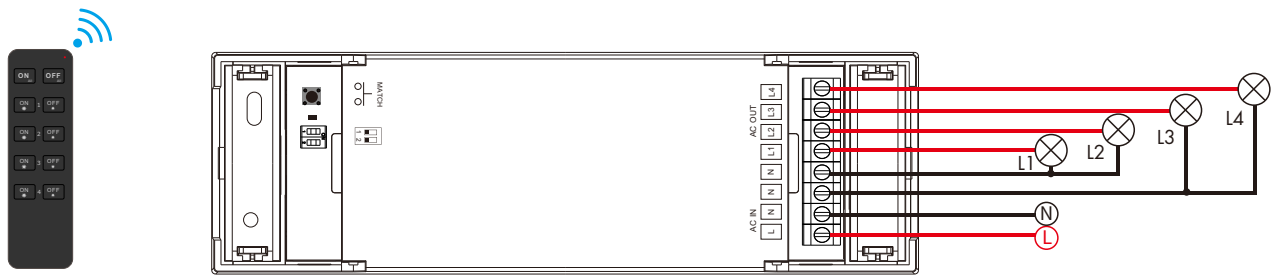 ON OFF
ON 1 OFF
ON 2 OFF
ON 3 OFF
ON 4 OFF
MATCH
1 2
AC OUT
L4
L3
L2
L1
N
N
AC IN
N
L
L1
L2
L3
L4
N
L